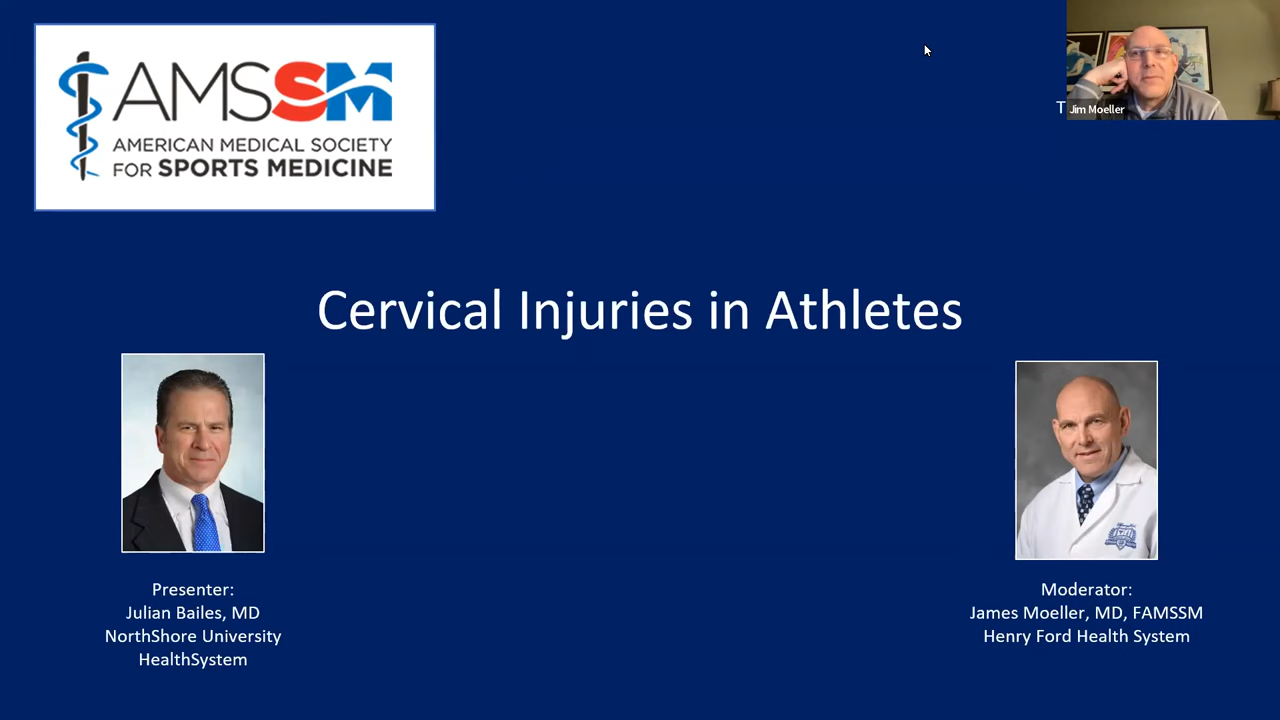 AMSSM
AMERICAN MEDICAL SOCIETY
FOR SPORTS MEDICINE
T
Jim Moeller
Cervical Injuries in Athletes
Presenter:
Julian Bailes, MD
NorthShore University
HealthSystem
Moderator:
James Moeller, MD, FAMSSM
Henry Ford Health System